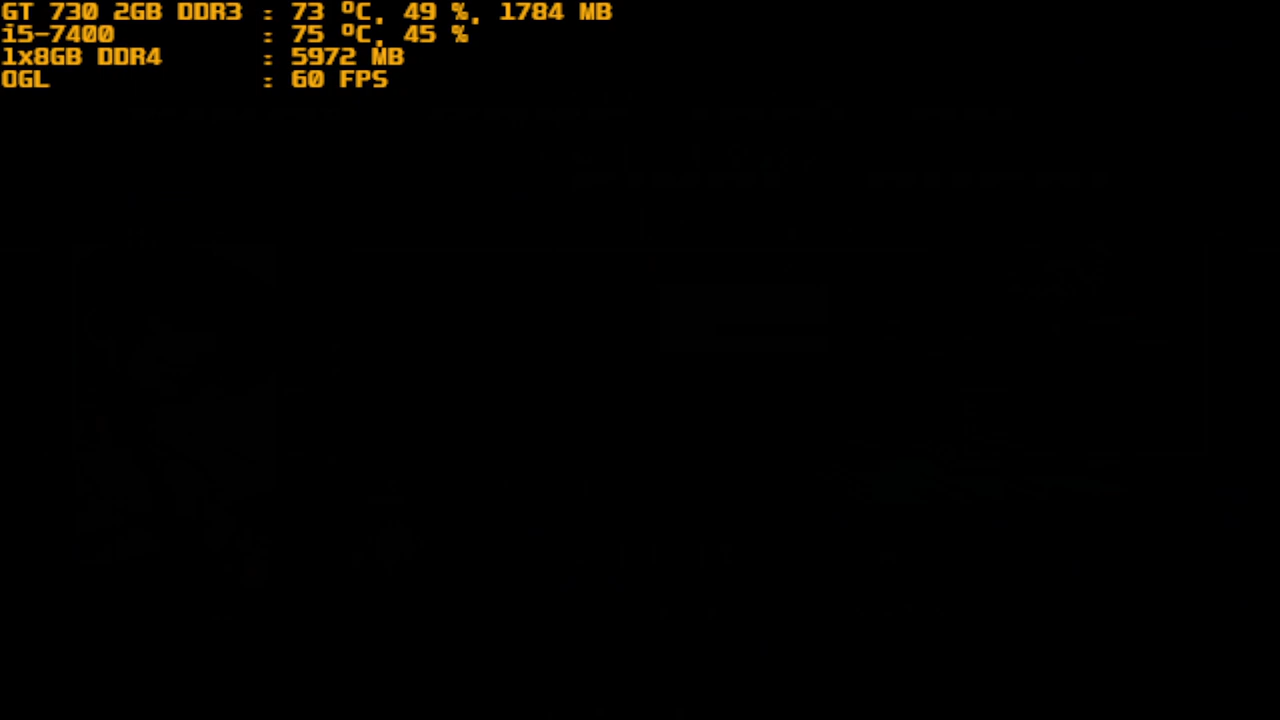 GT 730 2GB DDR3 : 73 ºC, 49 %, 1784 MB
i5-7400 : 75 ºC, 45 %
1x8GB DDR4 : 5972 MB
OGL : 60 FPS